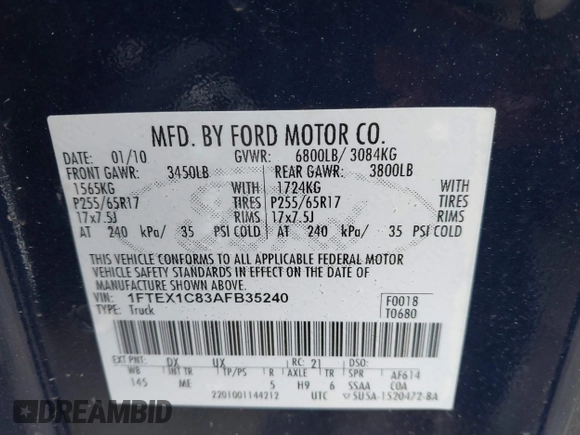 MFD. BY FORD MOTOR CO.
DATE: 01/10 GVWR: 6800LB/ 3084KG
FRONT GAWR: 3450LB REAR GAWR: 3800LB
1565KG WITH 1724KG WITH
P255/65R17 TIRES P255/65R17 TIRES
17x7.5J RIMS 17x7.5J RIMS
AT 240 kPa/ 35 PSI COLD AT 240 kPa/ 35 PSI COLD
THIS VEHICLE CONFORMS TO ALL APPLICABLE FEDERAL MOTOR
VEHICLE SAFETY STANDARDS IN EFFECT ON THE DATE OF
MANUFACTURE SHOWN ABOVE.
VIN: 1FTEX1C83AFB35240 F0018
TYPE: Truck T0680
EXT PNT: DX UX RC: 21 DSO:
WB INT TR TP/PS R AXLE TR SPR AF614
145 ME 5 H9 6 SSAA C0A
2201001144212 UTC
EPICVIN